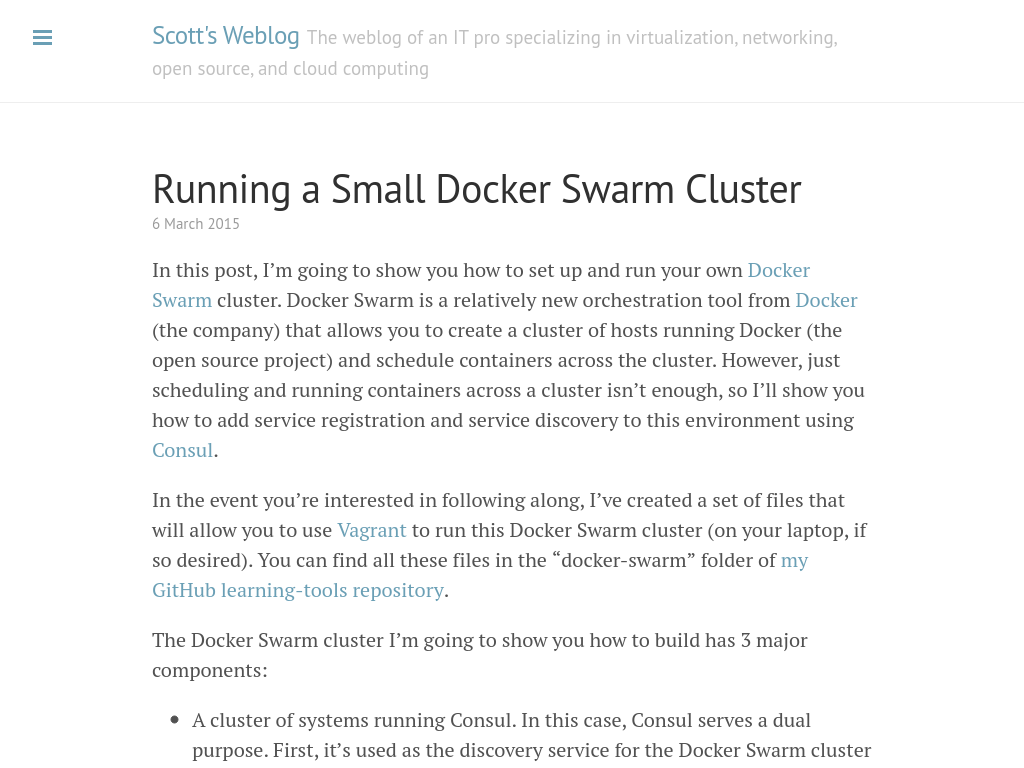 Scott's Weblog The weblog of an IT pro specializing in virtualization, networking,
open source, and cloud computing
Running a Small Docker Swarm Cluster
6 March 2015
In this post, I’m going to show you how to set up and run your own Docker
Swarm cluster. Docker Swarm is a relatively new orchestration tool from Docker
(the company) that allows you to create a cluster of hosts running Docker (the
open source project) and schedule containers across the cluster. However, just
scheduling and running containers across a cluster isn’t enough, so I’ll show you
how to add service registration and service discovery to this environment using
Consul.
In the event you’re interested in following along, I’ve created a set of files that
will allow you to use Vagrant to run this Docker Swarm cluster (on your laptop, if
so desired). You can find all these files in the “docker-swarm” folder of my
GitHub learning-tools repository.
The Docker Swarm cluster I’m going to show you how to build has 3 major
components:
• A cluster of systems running Consul. In this case, Consul serves a dual
purpose. First, it’s used as the discovery service for the Docker Swarm cluster